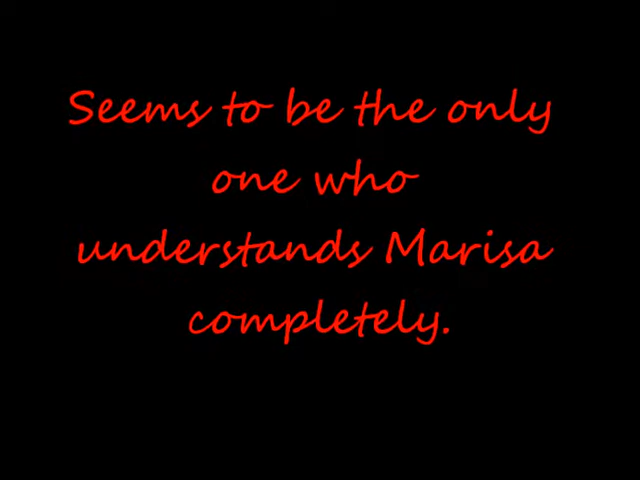 Seems to be the only
one who
understands Marisa
completely.